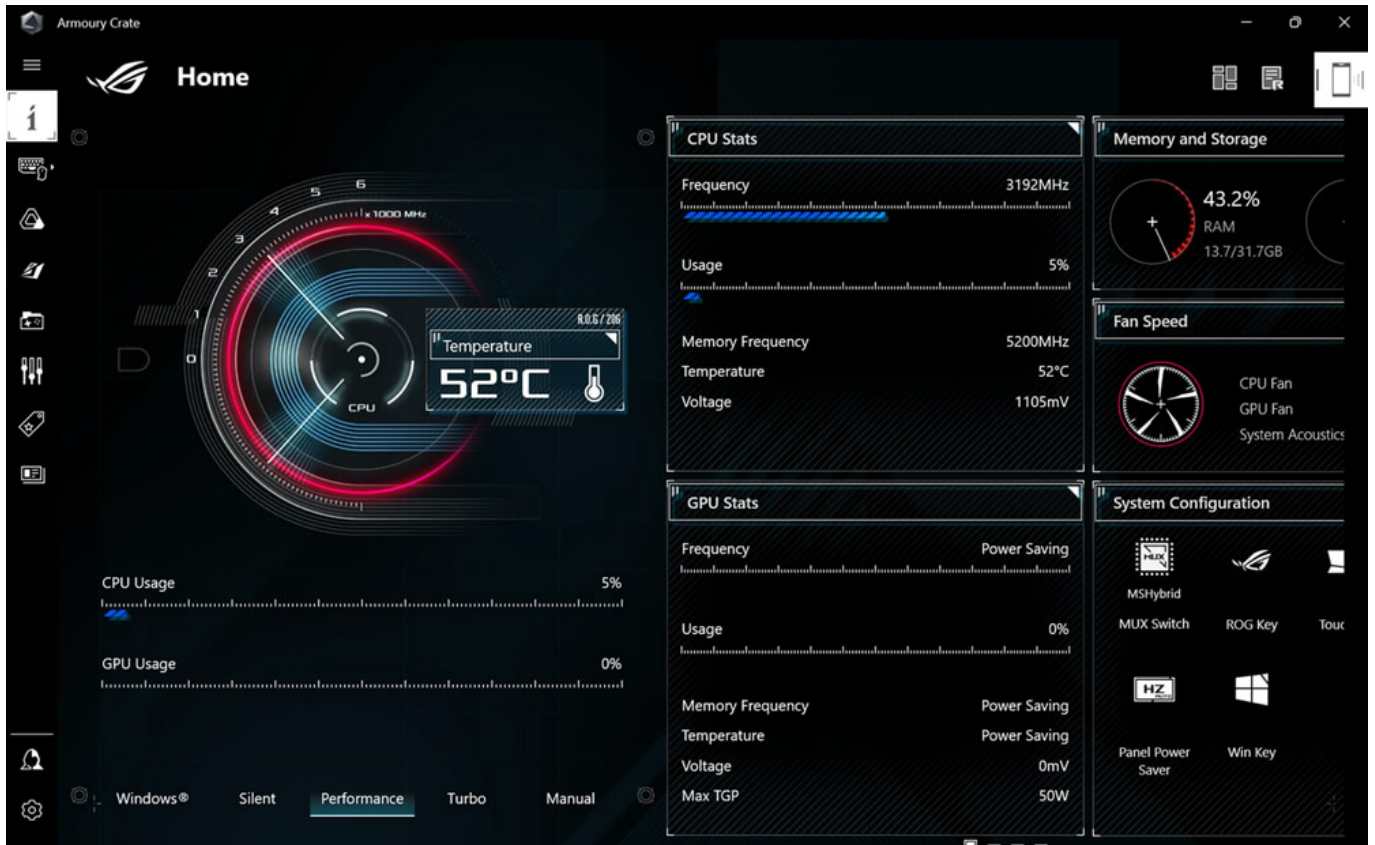 Armoury Crate
Home
6
5
4
x 1000 MHz
3
2
1
0
CPU
R.O.G / 206
Temperature
52°C
CPU Usage 5%
GPU Usage 0%
Windows® Silent Performance Turbo Manual
CPU Stats
Frequency 3192MHz
Usage 5%
Memory Frequency 5200MHz
Temperature 52°C
Voltage 1105mV
GPU Stats
Frequency Power Saving
Usage 0%
Memory Frequency Power Saving
Temperature Power Saving
Voltage 0mV
Max TGP 50W
Memory and Storage
43.2%
RAM
13.7/31.7GB
Fan Speed
CPU Fan
GPU Fan
System Acoustics
System Configuration
MUX
MSHybrid
MUX Switch ROG Key Touc
HZ
AUTO
Panel Power
Saver
Win Key